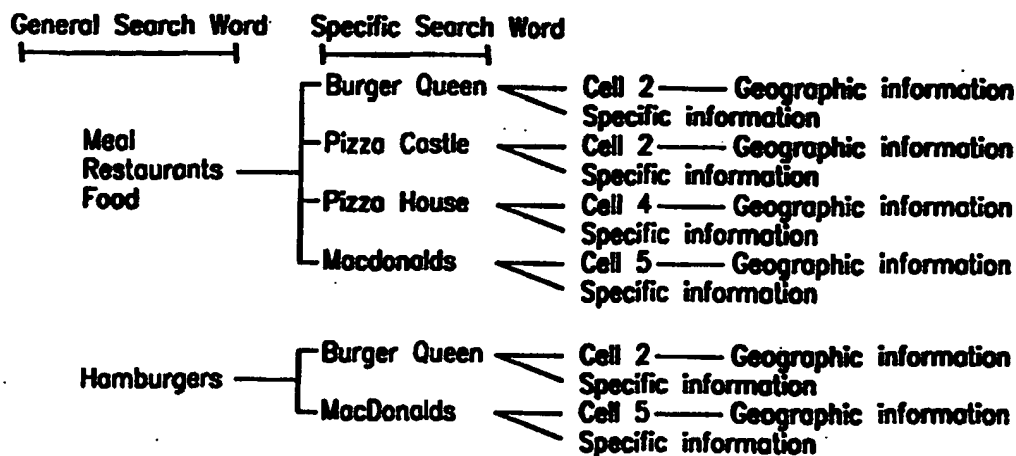 General Search Word Specific Search Word
Burger Queen Cell 2 Geographic information
Specific information
Meal
Restaurants
Food
Pizza Castle Cell 2 Geographic information
Specific information
Pizza House Cell 4 Geographic information
Specific information
Macdonalds Cell 5 Geographic information
Specific information
Hamburgers
Burger Queen Cell 2 Geographic information
Specific information
MacDonalds Cell 5 Geographic information
Specific information